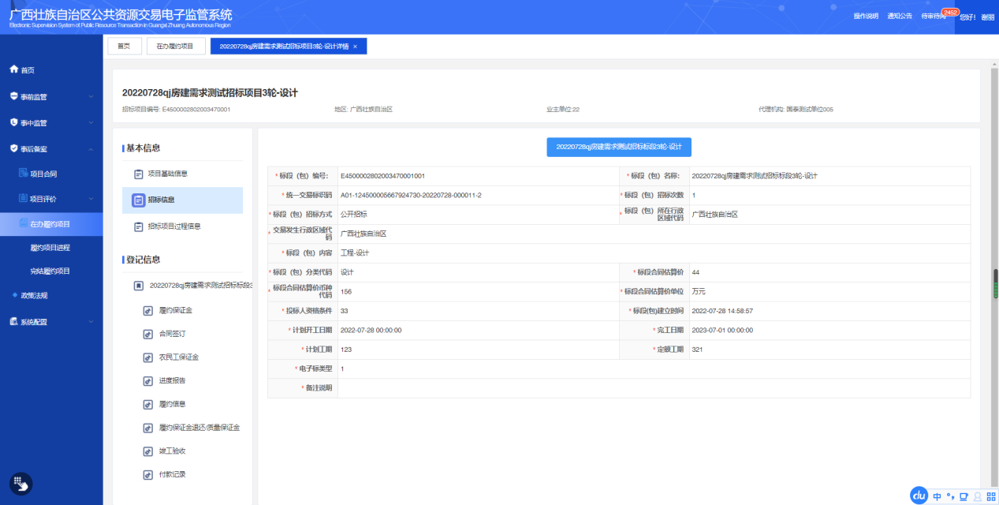 广西壮族自治区公共资源交易电子监管系统
Electronic Supervision System of Public Resource Transaction in Guangxi Zhuang Autonomous Region
操作说明 通知公告 待审待阅 2452 您好! 谢丽
首页 在办履约项目 20220728qj房建需求测试招标项目3轮-设计详情 ×
首页
事前监管
事中监管
事后备案
项目合同
项目评价
在办履约项目
履约项目进程
完结履约项目
政策法规
系统配置
20220728qj房建需求测试招标项目3轮-设计
招标项目编号: E4500002802003470001 地区: 广西壮族自治区 业主单位:22 代理机构: 国泰测试单位005
基本信息
项目基础信息
招标信息
招标项目过程信息
登记信息
20220728qj房建需求测试招标标段3
履约保证金
合同签订
农民工保证金
进度报告
履约信息
履约保证金退还/质量保证金
竣工验收
付款记录
20220728qj房建需求测试招标标段3轮-设计
* 标段（包）编号: E4500002802003470001001 * 标段（包）名称: 20220728qj房建需求测试招标标段3轮-设计
* 统一交易标识码 A01-124500005667924730-20220728-000011-2 * 标段（包）招标次数 1
* 标段（包）招标方式 公开招标 * 标段（包）所在行政区域代码 广西壮族自治区
* 交易发生行政区域代码 广西壮族自治区
* 标段（包）内容 工程-设计
* 标段（包）分类代码 设计 * 标段合同估算价 44
* 标段合同估算价币种代码 156 * 标段合同估算价单位 万元
* 投标人资格条件 33 * 标段(包)建立时间 2022-07-28 14:58:57
* 计划开工日期 2022-07-28 00:00:00 * 完工日期 2023-07-01 00:00:00
* 计划工期 123 * 定额工期 321
* 电子标类型 1
* 备注说明
du 中 °,